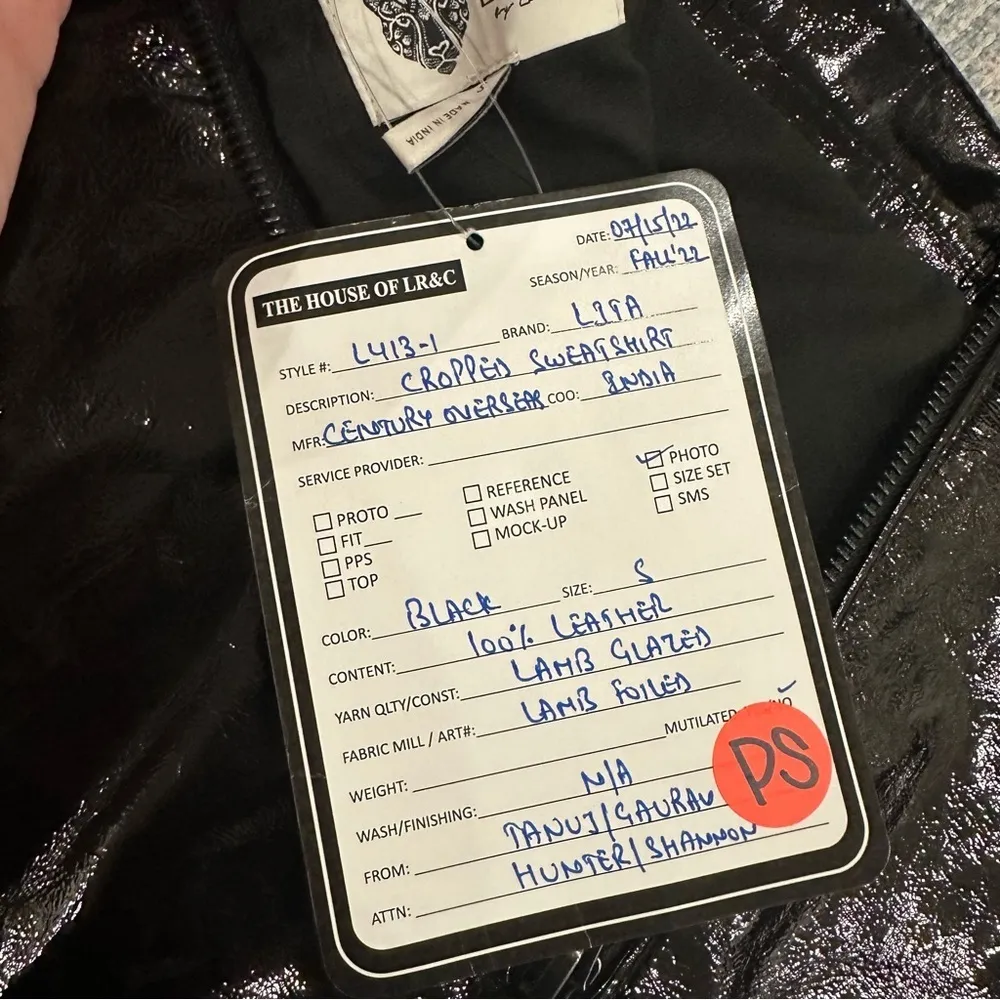 MADE IN INDIA
DATE: 07/15/22
SEASON/YEAR: FALL'22
THE HOUSE OF LR&C
STYLE #: L413-1 BRAND: LITA
DESCRIPTION: CROPPED SWEATSHIRT
MFR: CENTURY OVERSEAS COO: INDIA
SERVICE PROVIDER:
PROTO REFERENCE PHOTO
FIT WASH PANEL SIZE SET
PPS MOCK-UP SMS
TOP
COLOR: BLACK SIZE: S
CONTENT: 100% LEATHER
YARN QLTY/CONST: LAMB GLAZED
FABRIC MILL / ART#: LAMB FOILED
MUTILATED
WEIGHT:
WASH/FINISHING: N/A
FROM: TANUJ/GAURAV
ATTN: HUNTER/SHANNON
PS